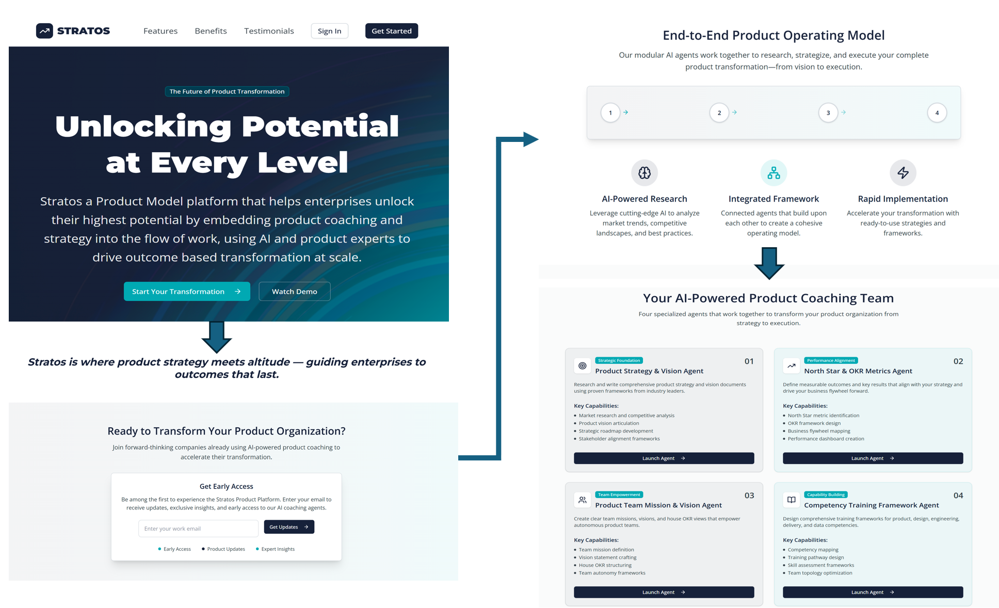 STRATOS
Features
Benefits
Testimonials
Sign In
Get Started
The Future of Product Transformation
Unlocking Potential
at Every Level
Stratos a Product Model platform that helps enterprises unlock
their highest potential by embedding product coaching and
strategy into the flow of work, using AI and product experts to
drive outcome based transformation at scale.
Start Your Transformation →
Watch Demo
Stratos is where product strategy meets altitude — guiding enterprises to
outcomes that last.
Ready to Transform Your Product Organization?
Join forward-thinking companies already using AI-powered product coaching to
accelerate their transformation.
Get Early Access
Be among the first to experience the Stratos Product Platform. Enter your email to
receive updates, exclusive insights, and early access to our AI coaching agents.
Enter your work email
Get Updates →
• Early Access
• Product Updates
• Expert Insights
End-to-End Product Operating Model
Our modular AI agents work together to research, strategize, and execute your complete
product transformation—from vision to execution.
1 → 2 → 3 → 4
AI-Powered Research
Leverage cutting-edge AI to analyze
market trends, competitive
landscapes, and best practices.
Integrated Framework
Connected agents that build upon
each other to create a cohesive
operating model.
Rapid Implementation
Accelerate your transformation with
ready-to-use strategies and
frameworks.
Your AI-Powered Product Coaching Team
Four specialized agents that work together to transform your product organization from
strategy to execution.
Strategic Foundation
01
Product Strategy & Vision Agent
Research and write comprehensive product strategy and vision documents
using proven frameworks from industry leaders.
Key Capabilities:
• Market research and competitive analysis
• Product vision articulation
• Strategic roadmap development
• Stakeholder alignment frameworks
Launch Agent →
Performance Alignment
02
North Star & OKR Metrics Agent
Define measurable outcomes and key results that align with your strategy and
drive your business flywheel forward.
Key Capabilities:
• North Star metric identification
• OKR framework design
• Business flywheel mapping
• Performance dashboard creation
Launch Agent →
Team Empowerment
03
Product Team Mission & Vision Agent
Create clear team missions, visions, and house OKR views that empower
autonomous product teams.
Key Capabilities:
• Team mission definition
• Vision statement crafting
• House OKR structuring
• Team autonomy frameworks
Launch Agent →
Capability Building
04
Competency Training Framework Agent
Design comprehensive training frameworks for product, design, engineering,
delivery, and data competencies.
Key Capabilities:
• Competency mapping
• Training pathway design
• Skill assessment frameworks
• Team topology optimization
Launch Agent →